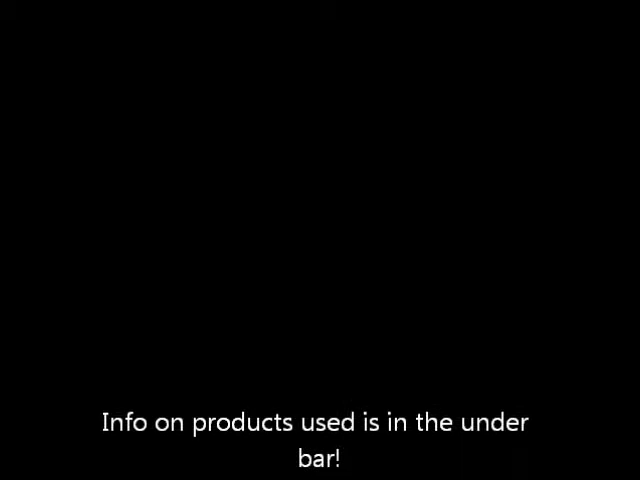 Info on products used is in the under
bar!